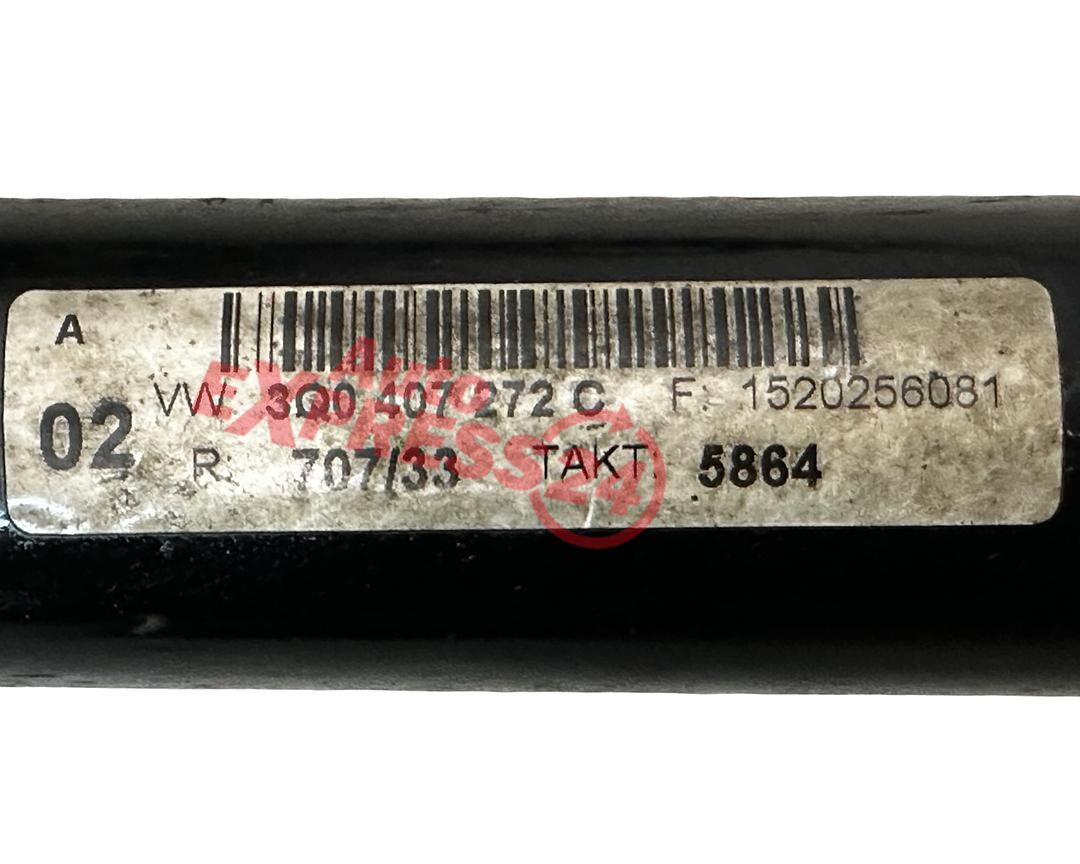 A
02
VW: 3Q0 407 272 C F: 1520256081
R: 707/33 TAKT: 5864
Auto
EXPRESS
24